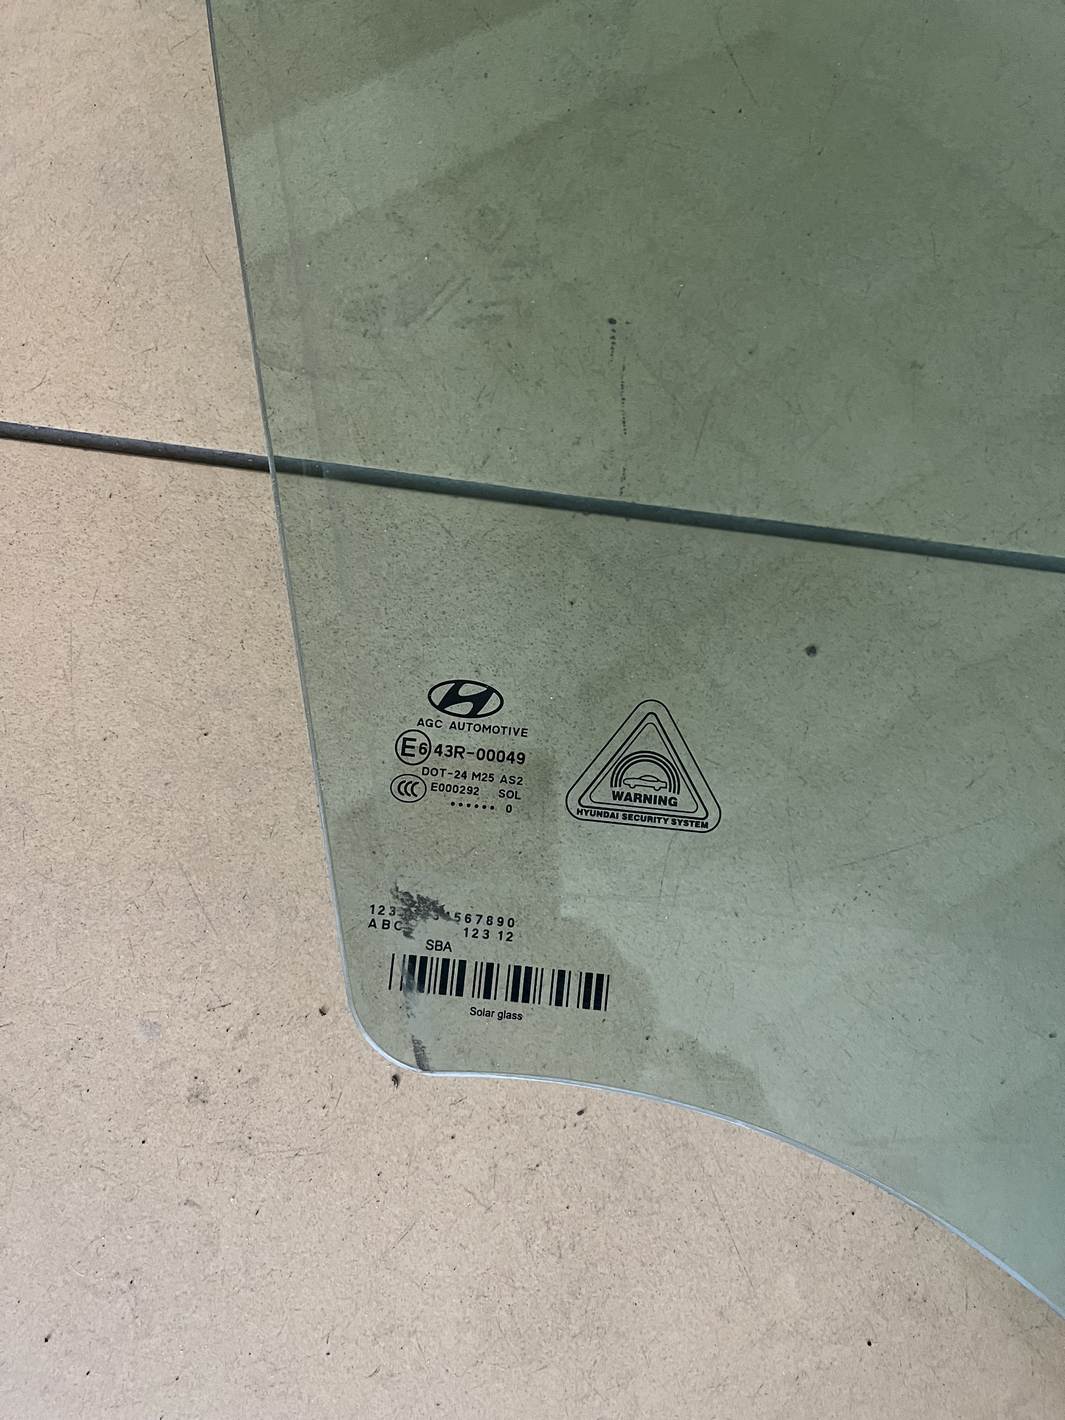 AGC AUTOMOTIVE
E6 43R-00049
DOT-24 M25 AS2
CCC E000292 SOL
...... 0
WARNING
HYUNDAI SECURITY SYSTEM
123 567890
ABC 123 12
SBA
Solar glass